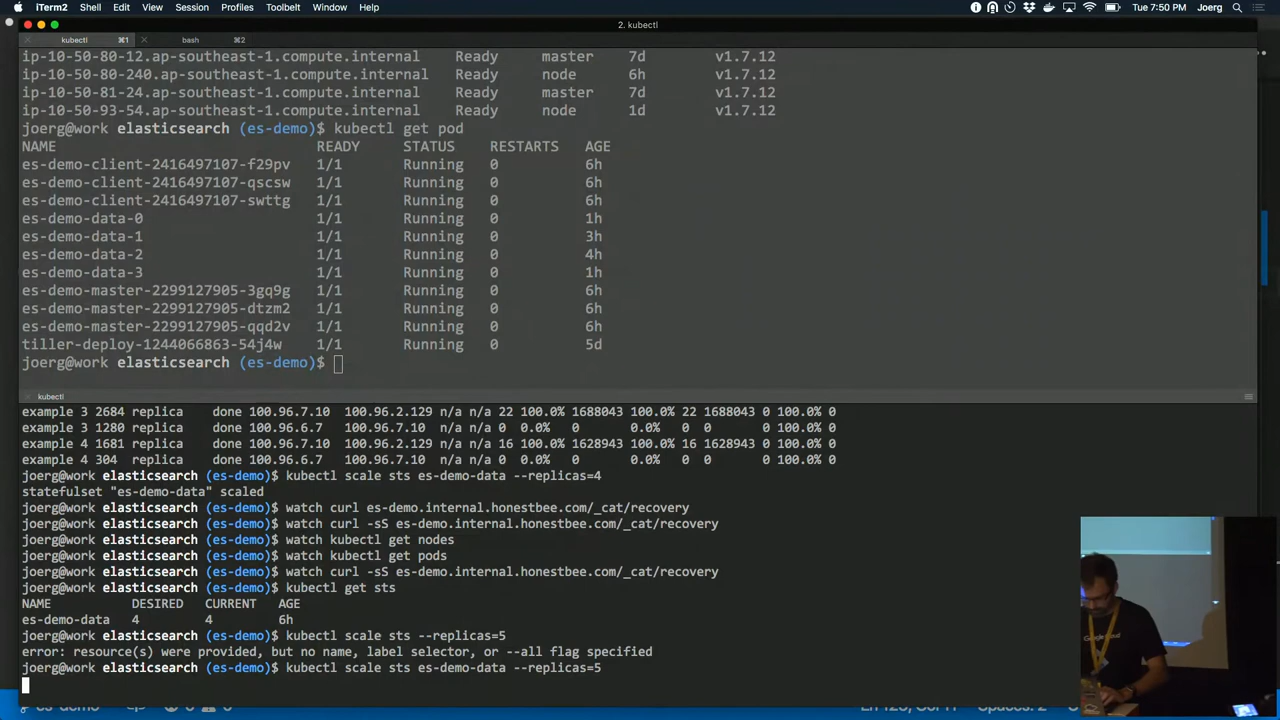 iTerm2 Shell Edit View Session Profiles Toolbelt Window Help Tue 7:50 PM Joerg
2. kubectl
kubectl ⌘1 bash ⌘2
ip-10-50-80-12.ap-southeast-1.compute.internal Ready master 7d v1.7.12
ip-10-50-80-240.ap-southeast-1.compute.internal Ready node 6h v1.7.12
ip-10-50-81-24.ap-southeast-1.compute.internal Ready master 7d v1.7.12
ip-10-50-93-54.ap-southeast-1.compute.internal Ready node 1d v1.7.12
joerg@work elasticsearch (es-demo)$ kubectl get pod
NAME READY STATUS RESTARTS AGE
es-demo-client-2416497107-f29pv 1/1 Running 0 6h
es-demo-client-2416497107-qscsw 1/1 Running 0 6h
es-demo-client-2416497107-swttg 1/1 Running 0 6h
es-demo-data-0 1/1 Running 0 1h
es-demo-data-1 1/1 Running 0 3h
es-demo-data-2 1/1 Running 0 4h
es-demo-data-3 1/1 Running 0 1h
es-demo-master-2299127905-3gq9g 1/1 Running 0 6h
es-demo-master-2299127905-dtzm2 1/1 Running 0 6h
es-demo-master-2299127905-qqd2v 1/1 Running 0 6h
tiller-deploy-1244066863-54j4w 1/1 Running 0 5d
joerg@work elasticsearch (es-demo)$
kubectl
example 3 2684 replica done 100.96.7.10 100.96.2.129 n/a n/a 22 100.0% 1688043 100.0% 22 1688043 0 100.0% 0
example 3 1280 replica done 100.96.6.7 100.97.7.10 n/a n/a 0 0.0% 0 0.0% 0 0 0 100.0% 0
example 4 1681 replica done 100.96.7.10 100.96.2.129 n/a n/a 16 100.0% 1628943 100.0% 16 1628943 0 100.0% 0
example 4 304 replica done 100.96.6.7 100.97.7.10 n/a n/a 0 0.0% 0 0.0% 0 0 0 100.0% 0
joerg@work elasticsearch (es-demo)$ kubectl scale sts es-demo-data --replicas=4
statefulset "es-demo-data" scaled
joerg@work elasticsearch (es-demo)$ watch curl es-demo.internal.honestbee.com/_cat/recovery
joerg@work elasticsearch (es-demo)$ watch curl -sS es-demo.internal.honestbee.com/_cat/recovery
joerg@work elasticsearch (es-demo)$ watch kubectl get nodes
joerg@work elasticsearch (es-demo)$ watch kubectl get pods
joerg@work elasticsearch (es-demo)$ watch curl -sS es-demo.internal.honestbee.com/_cat/recovery
joerg@work elasticsearch (es-demo)$ kubectl get sts
NAME DESIRED CURRENT AGE
es-demo-data 4 4 6h
joerg@work elasticsearch (es-demo)$ kubectl scale sts --replicas=5
error: resource(s) were provided, but no name, label selector, or --all flag specified
joerg@work elasticsearch (es-demo)$ kubectl scale sts es-demo-data --replicas=5